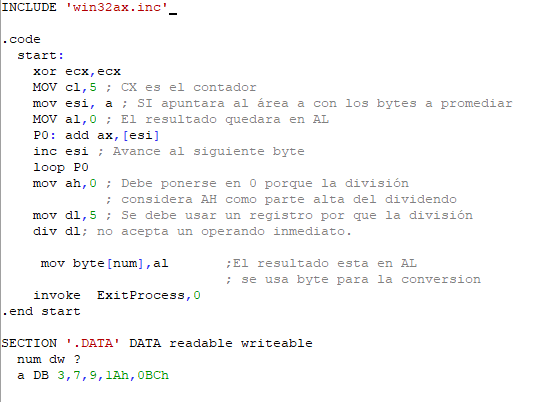 INCLUDE 'win32ax.inc'_
.code
start:
xor ecx,ecx
MOV cl,5 ; CX es el contador
mov esi, a ; SI apuntara al área a con los bytes a promediar
MOV al,0 ; El resultado quedara en AL
P0: add ax,[esi]
inc esi ; Avance al siguiente byte
loop P0
mov ah,0 ; Debe ponerse en 0 porque la división
; considera AH como parte alta del dividendo
mov dl,5 ; Se debe usar un registro por que la división
div dl; no acepta un operando inmediato.
mov byte[num],al ;El resultado esta en AL
; se usa byte para la conversion
invoke ExitProcess,0
.end start
SECTION '.DATA' DATA readable writeable
num dw ?
a DB 3,7,9,1Ah,0BCh